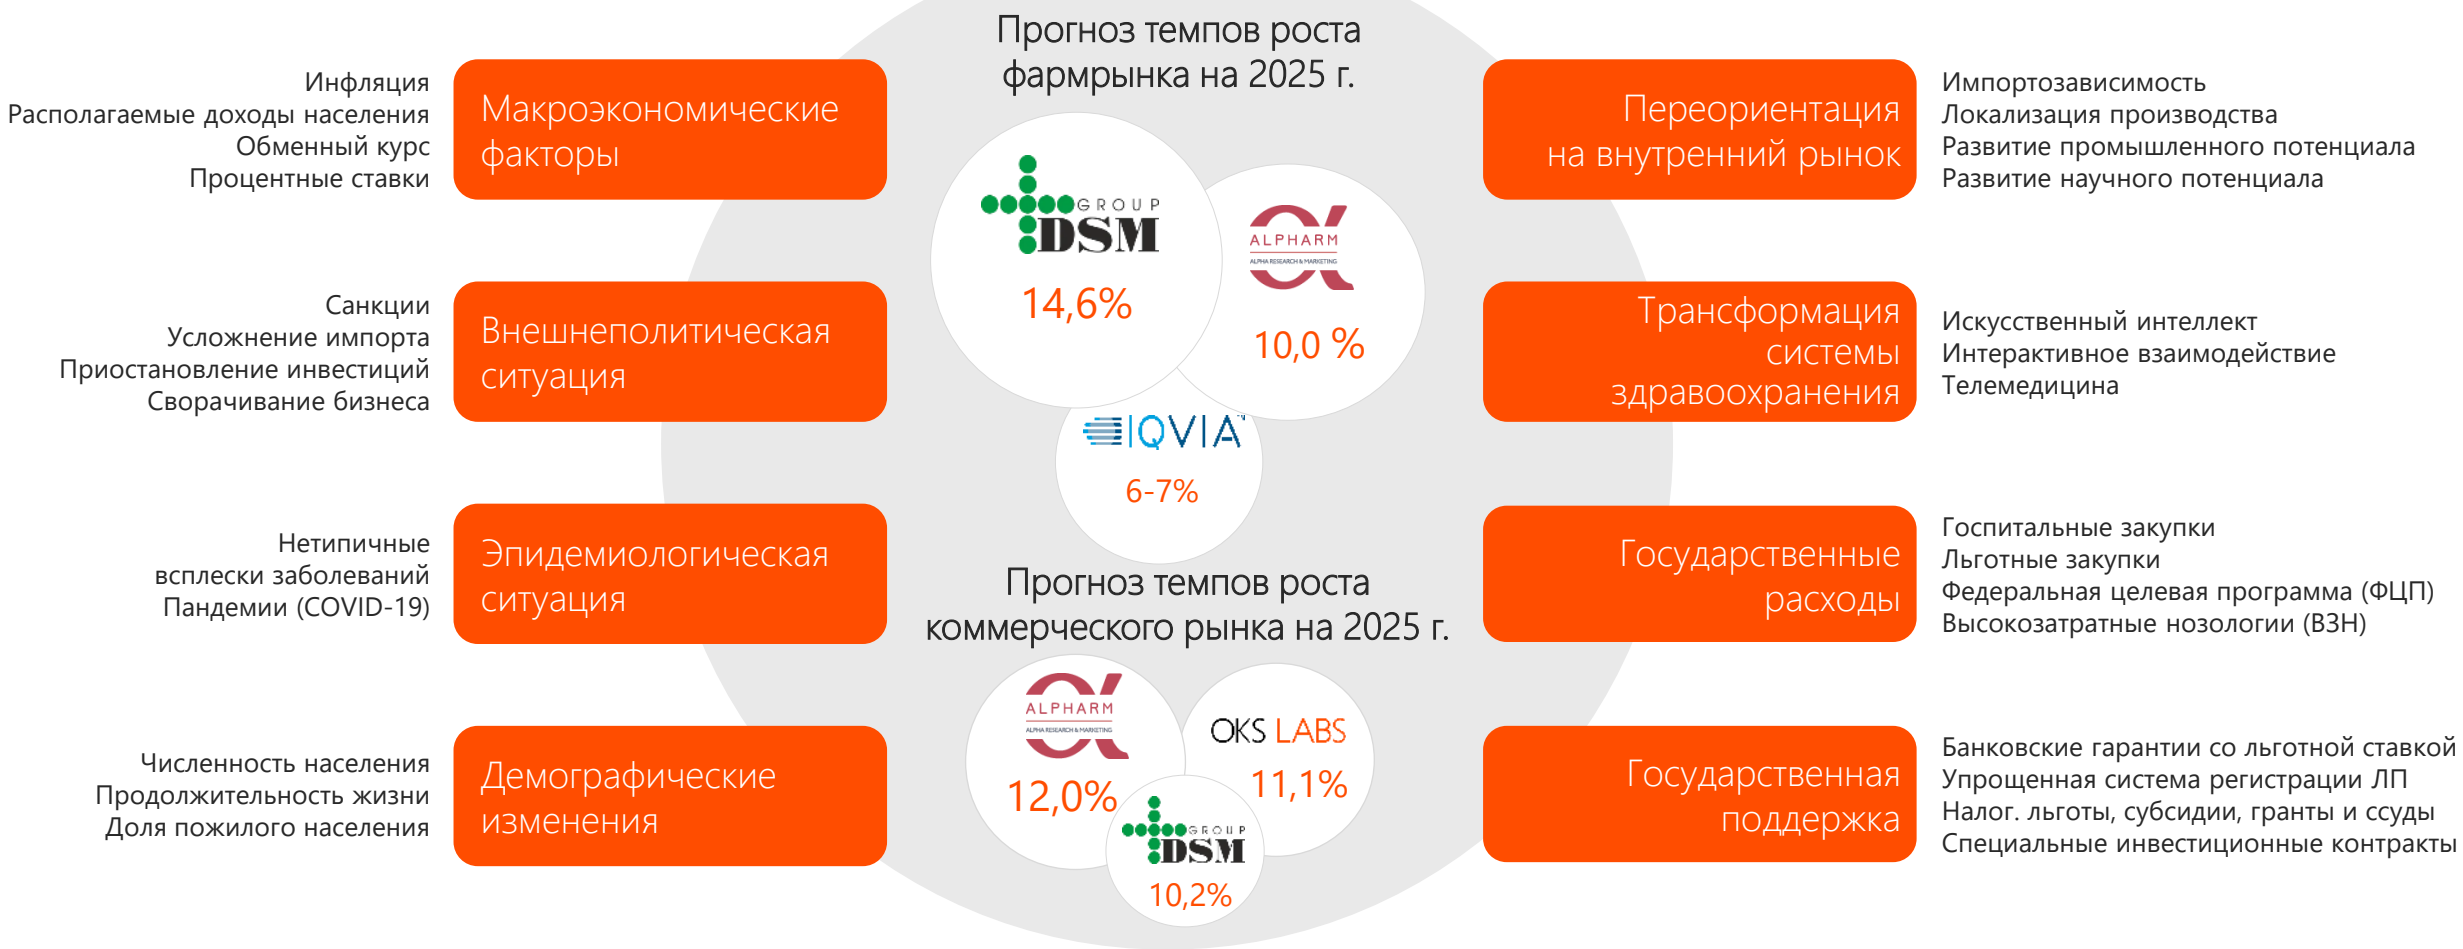 Прогноз темпов роста
фармрынка на 2025 г.
GROUP
DSM
14,6%
ALPHARM
ALPHA RESEARCH & MARKETING
10,0 %
IQVIA
6-7%
Прогноз темпов роста
коммерческого рынка на 2025 г.
ALPHARM
ALPHA RESEARCH & MARKETING
12,0%
OKS LABS
11,1%
GROUP
DSM
10,2%
Инфляция
Располагаемые доходы населения
Обменный курс
Процентные ставки
Макроэкономические
факторы
Санкции
Усложнение импорта
Приостановление инвестиций
Сворачивание бизнеса
Внешнеполитическая
ситуация
Нетипичные
всплески заболеваний
Пандемии (COVID-19)
Эпидемиологическая
ситуация
Численность населения
Продолжительность жизни
Доля пожилого населения
Демографические
изменения
Переориентация
на внутренний рынок
Импортозависимость
Локализация производства
Развитие промышленного потенциала
Развитие научного потенциала
Трансформация
системы
здравоохранения
Искусственный интеллект
Интерактивное взаимодействие
Телемедицина
Государственные
расходы
Госпитальные закупки
Льготные закупки
Федеральная целевая программа (ФЦП)
Высокозатратные нозологии (ВЗН)
Государственная
поддержка
Банковские гарантии со льготной ставкой
Упрощенная система регистрации ЛП
Налог. льготы, субсидии, гранты и ссуды
Специальные инвестиционные контракты